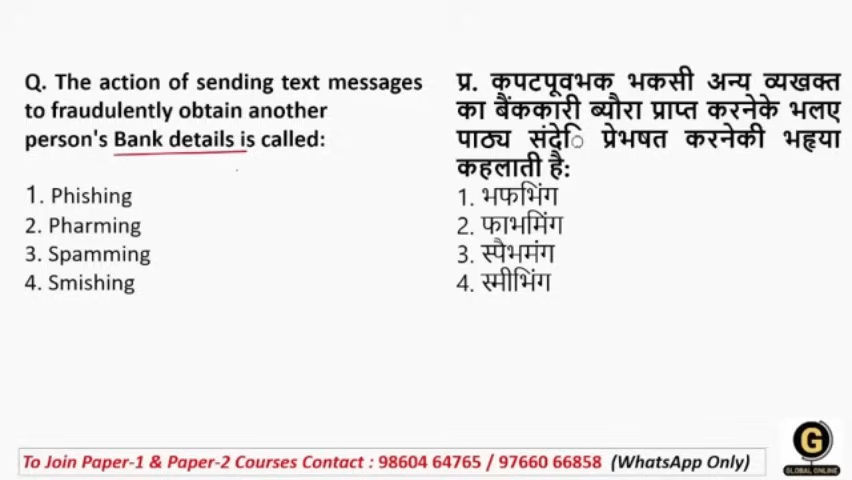 Q. The action of sending text messages
to fraudulently obtain another
person's Bank details is called:
1. Phishing
2. Pharming
3. Spamming
4. Smishing
प्र. कपटपूवभक भकसी अन्य व्यखक्त
का बैंककारी ब्यौरा प्राप्त करनेके भलए
पाठ्य संदेि◌ प्रेभषत करनेकी भहृया
कहलाती है:
1. भफभिंग
2. फाभमिंग
3. स्पैभमंग
4. स्मीभिंग
G
GLOBAL ONLINE
To Join Paper-1 & Paper-2 Courses Contact : 98604 64765 / 97660 66858 (WhatsApp Only)